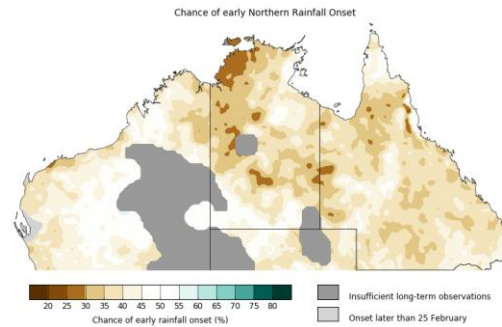 Chance of early Northern Rainfall Onset
20 30 40 50 60 70 80
25 35 45 55 65 75
Chance of early rainfall onset (%)
Insufficient long-term observations
Onset later than 25 February